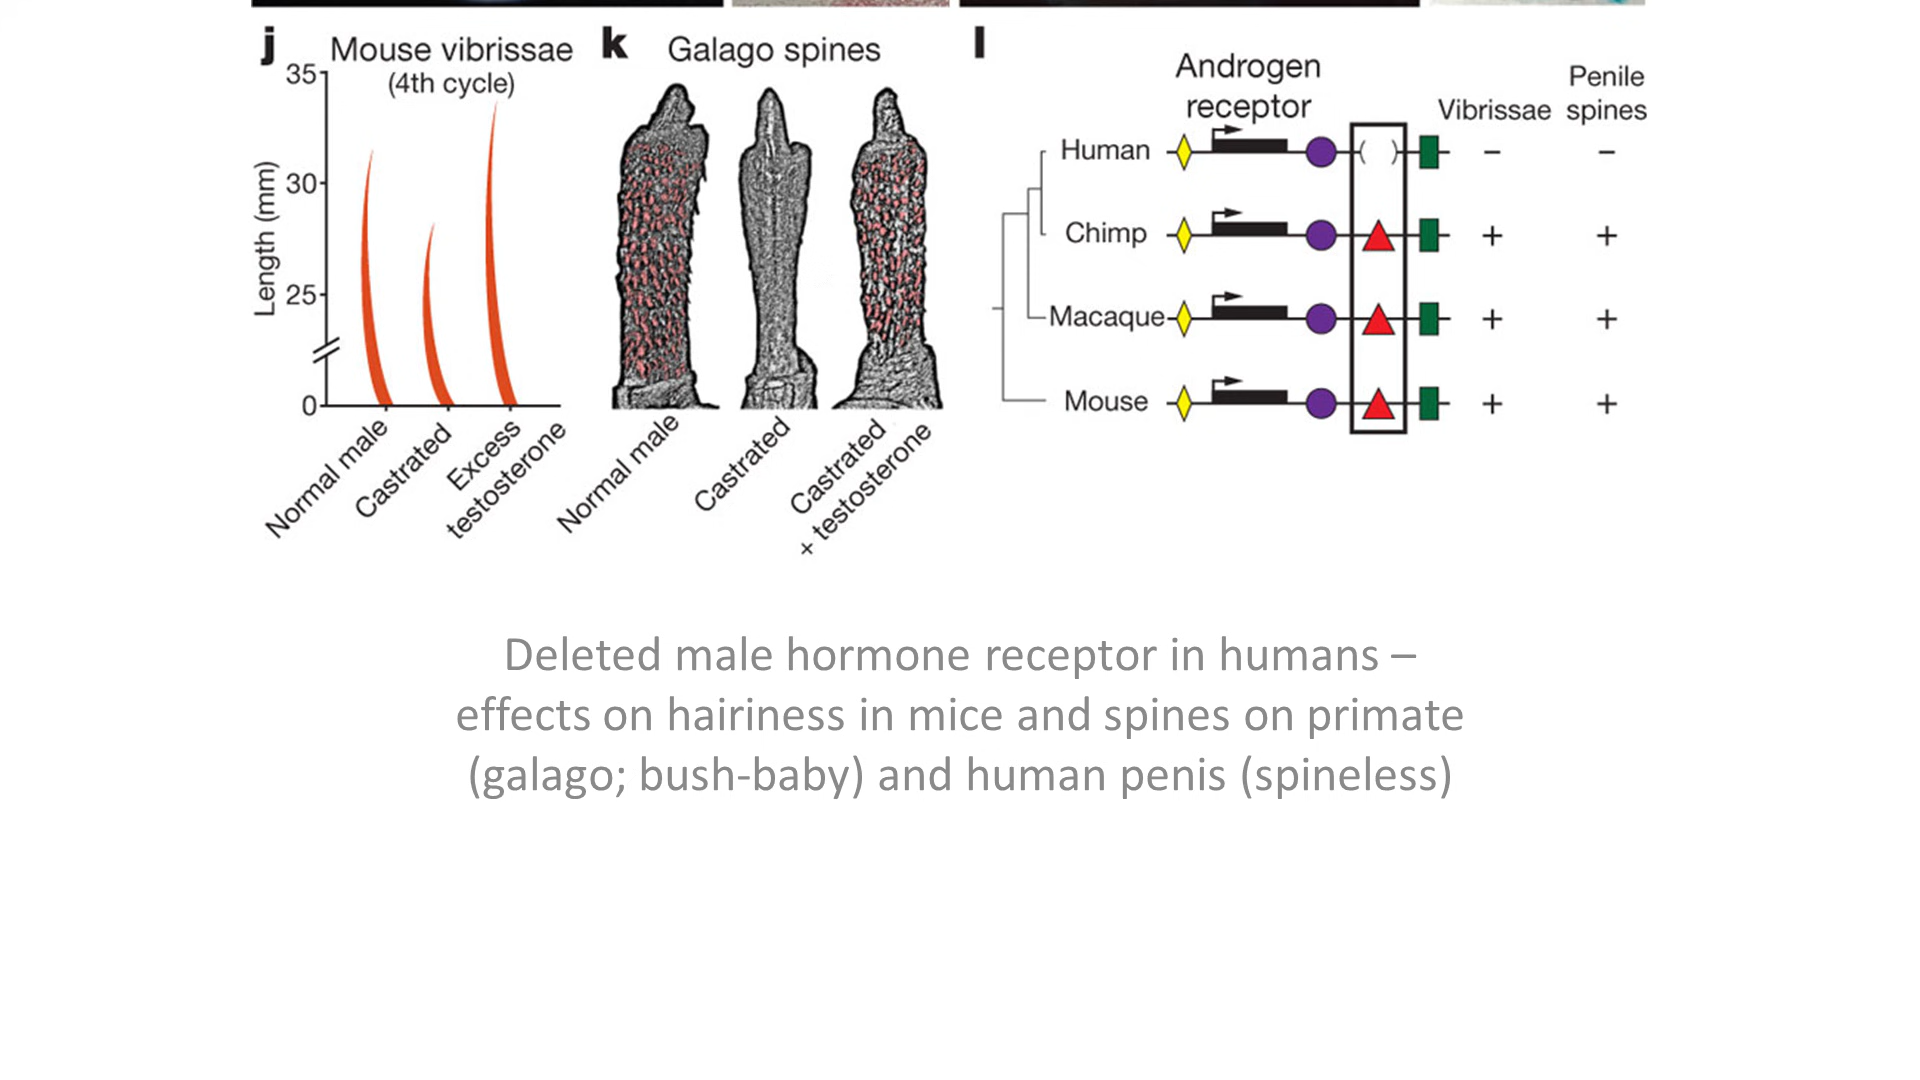 j Mouse vibrissae
(4th cycle)
Length (mm)
35
30
25
0
Normal male
Castrated
Excess
testosterone
k Galago spines
Normal male
Castrated
Castrated
+ testosterone
l
Androgen
receptor
Vibrissae
Penile
spines
Human ( ) – –
Chimp + +
Macaque + +
Mouse + +
Deleted male hormone receptor in humans –
effects on hairiness in mice and spines on primate
(galago; bush-baby) and human penis (spineless)